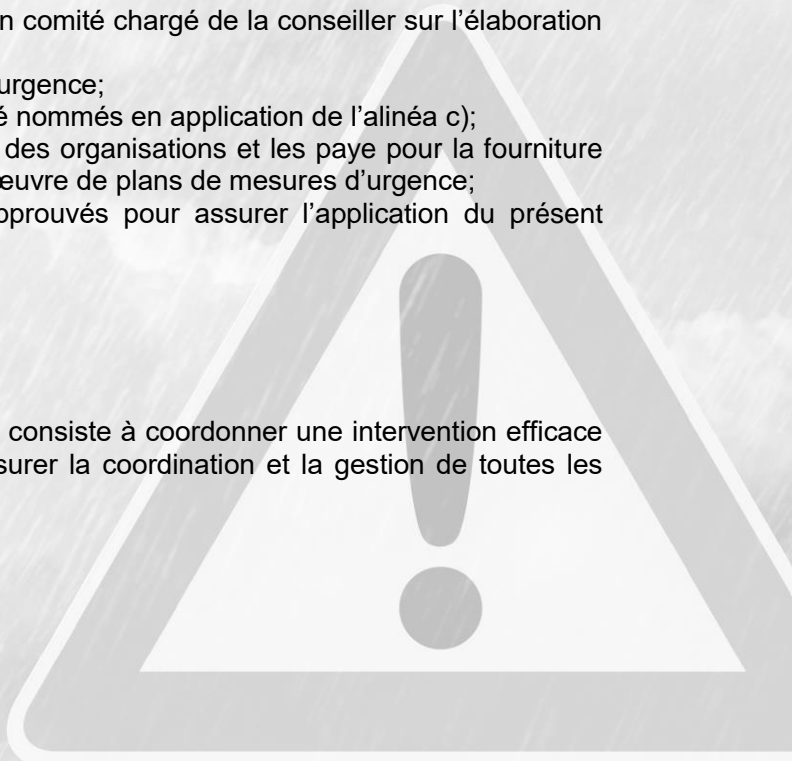 n comité chargé de la conseiller sur l’élaboration
urgence;
é nommés en application de l’alinéa c);
des organisations et les paye pour la fourniture
œuvre de plans de mesures d’urgence;
pprouvés pour assurer l’application du présent
consiste à coordonner une intervention efficace
surer la coordination et la gestion de toutes les